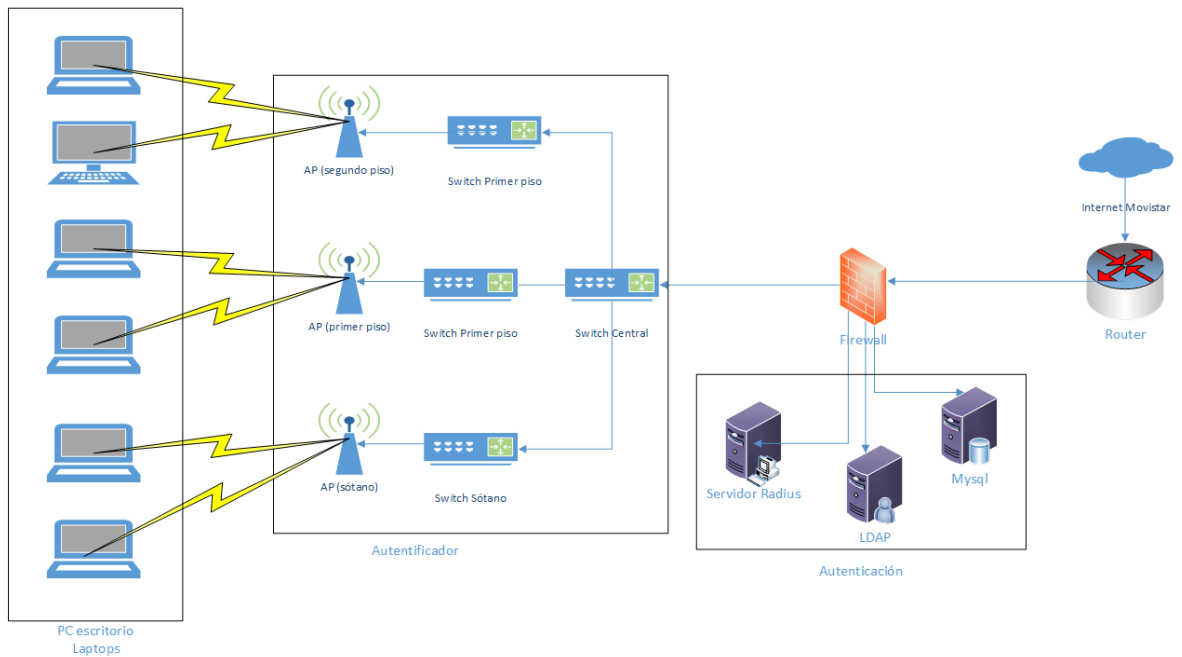 AP (segundo piso)
Switch Primer piso
Internet Movistar
AP (primer piso)
Switch Primer piso
Switch Central
Firewall
Router
AP (sótano)
Switch Sótano
Servidor Radius
Mysql
LDAP
Autentificador
Autenticación
PC escritorio
Laptops